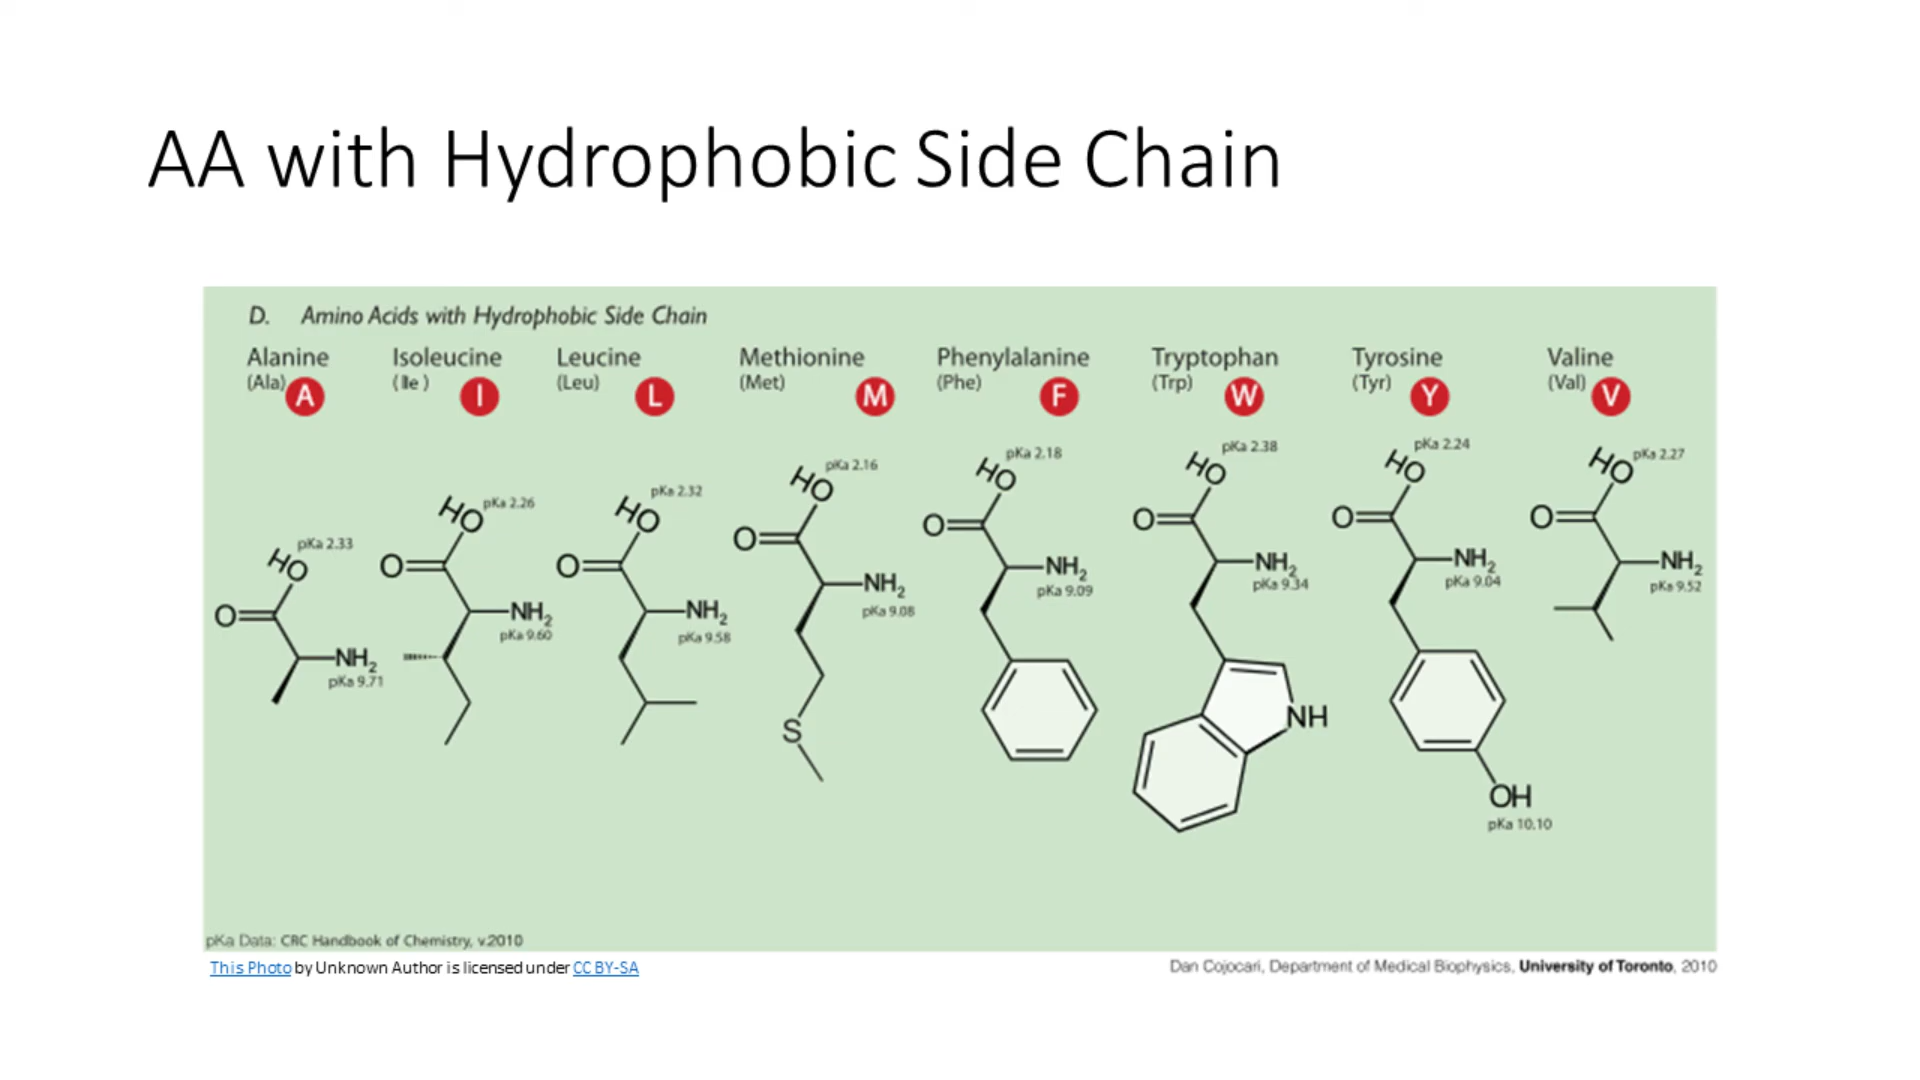 AA with Hydrophobic Side Chain
D. Amino Acids with Hydrophobic Side Chain
Alanine
(Ala) A
Isoleucine
(Ile) I
Leucine
(Leu) L
Methionine
(Met) M
Phenylalanine
(Phe) F
Tryptophan
(Trp) W
Tyrosine
(Tyr) Y
Valine
(Val) V
HO pKa 2.33
O
NH2
pKa 9.71
HO pKa 2.26
O
NH2
pKa 9.60
HO pKa 2.32
O
NH2
pKa 9.58
HO pKa 2.16
O
NH2
pKa 9.08
S
HO pKa 2.18
O
NH2
pKa 9.09
HO pKa 2.38
O
NH2
pKa 9.34
NH
HO pKa 2.24
O
NH2
pKa 9.04
OH
pKa 10.10
HO pKa 2.27
O
NH2
pKa 9.52
pKa Data: CRC Handbook of Chemistry, v.2010
This Photo by Unknown Author is licensed under CC BY-SA
Dan Cojocari, Department of Medical Biophysics, University of Toronto, 2010